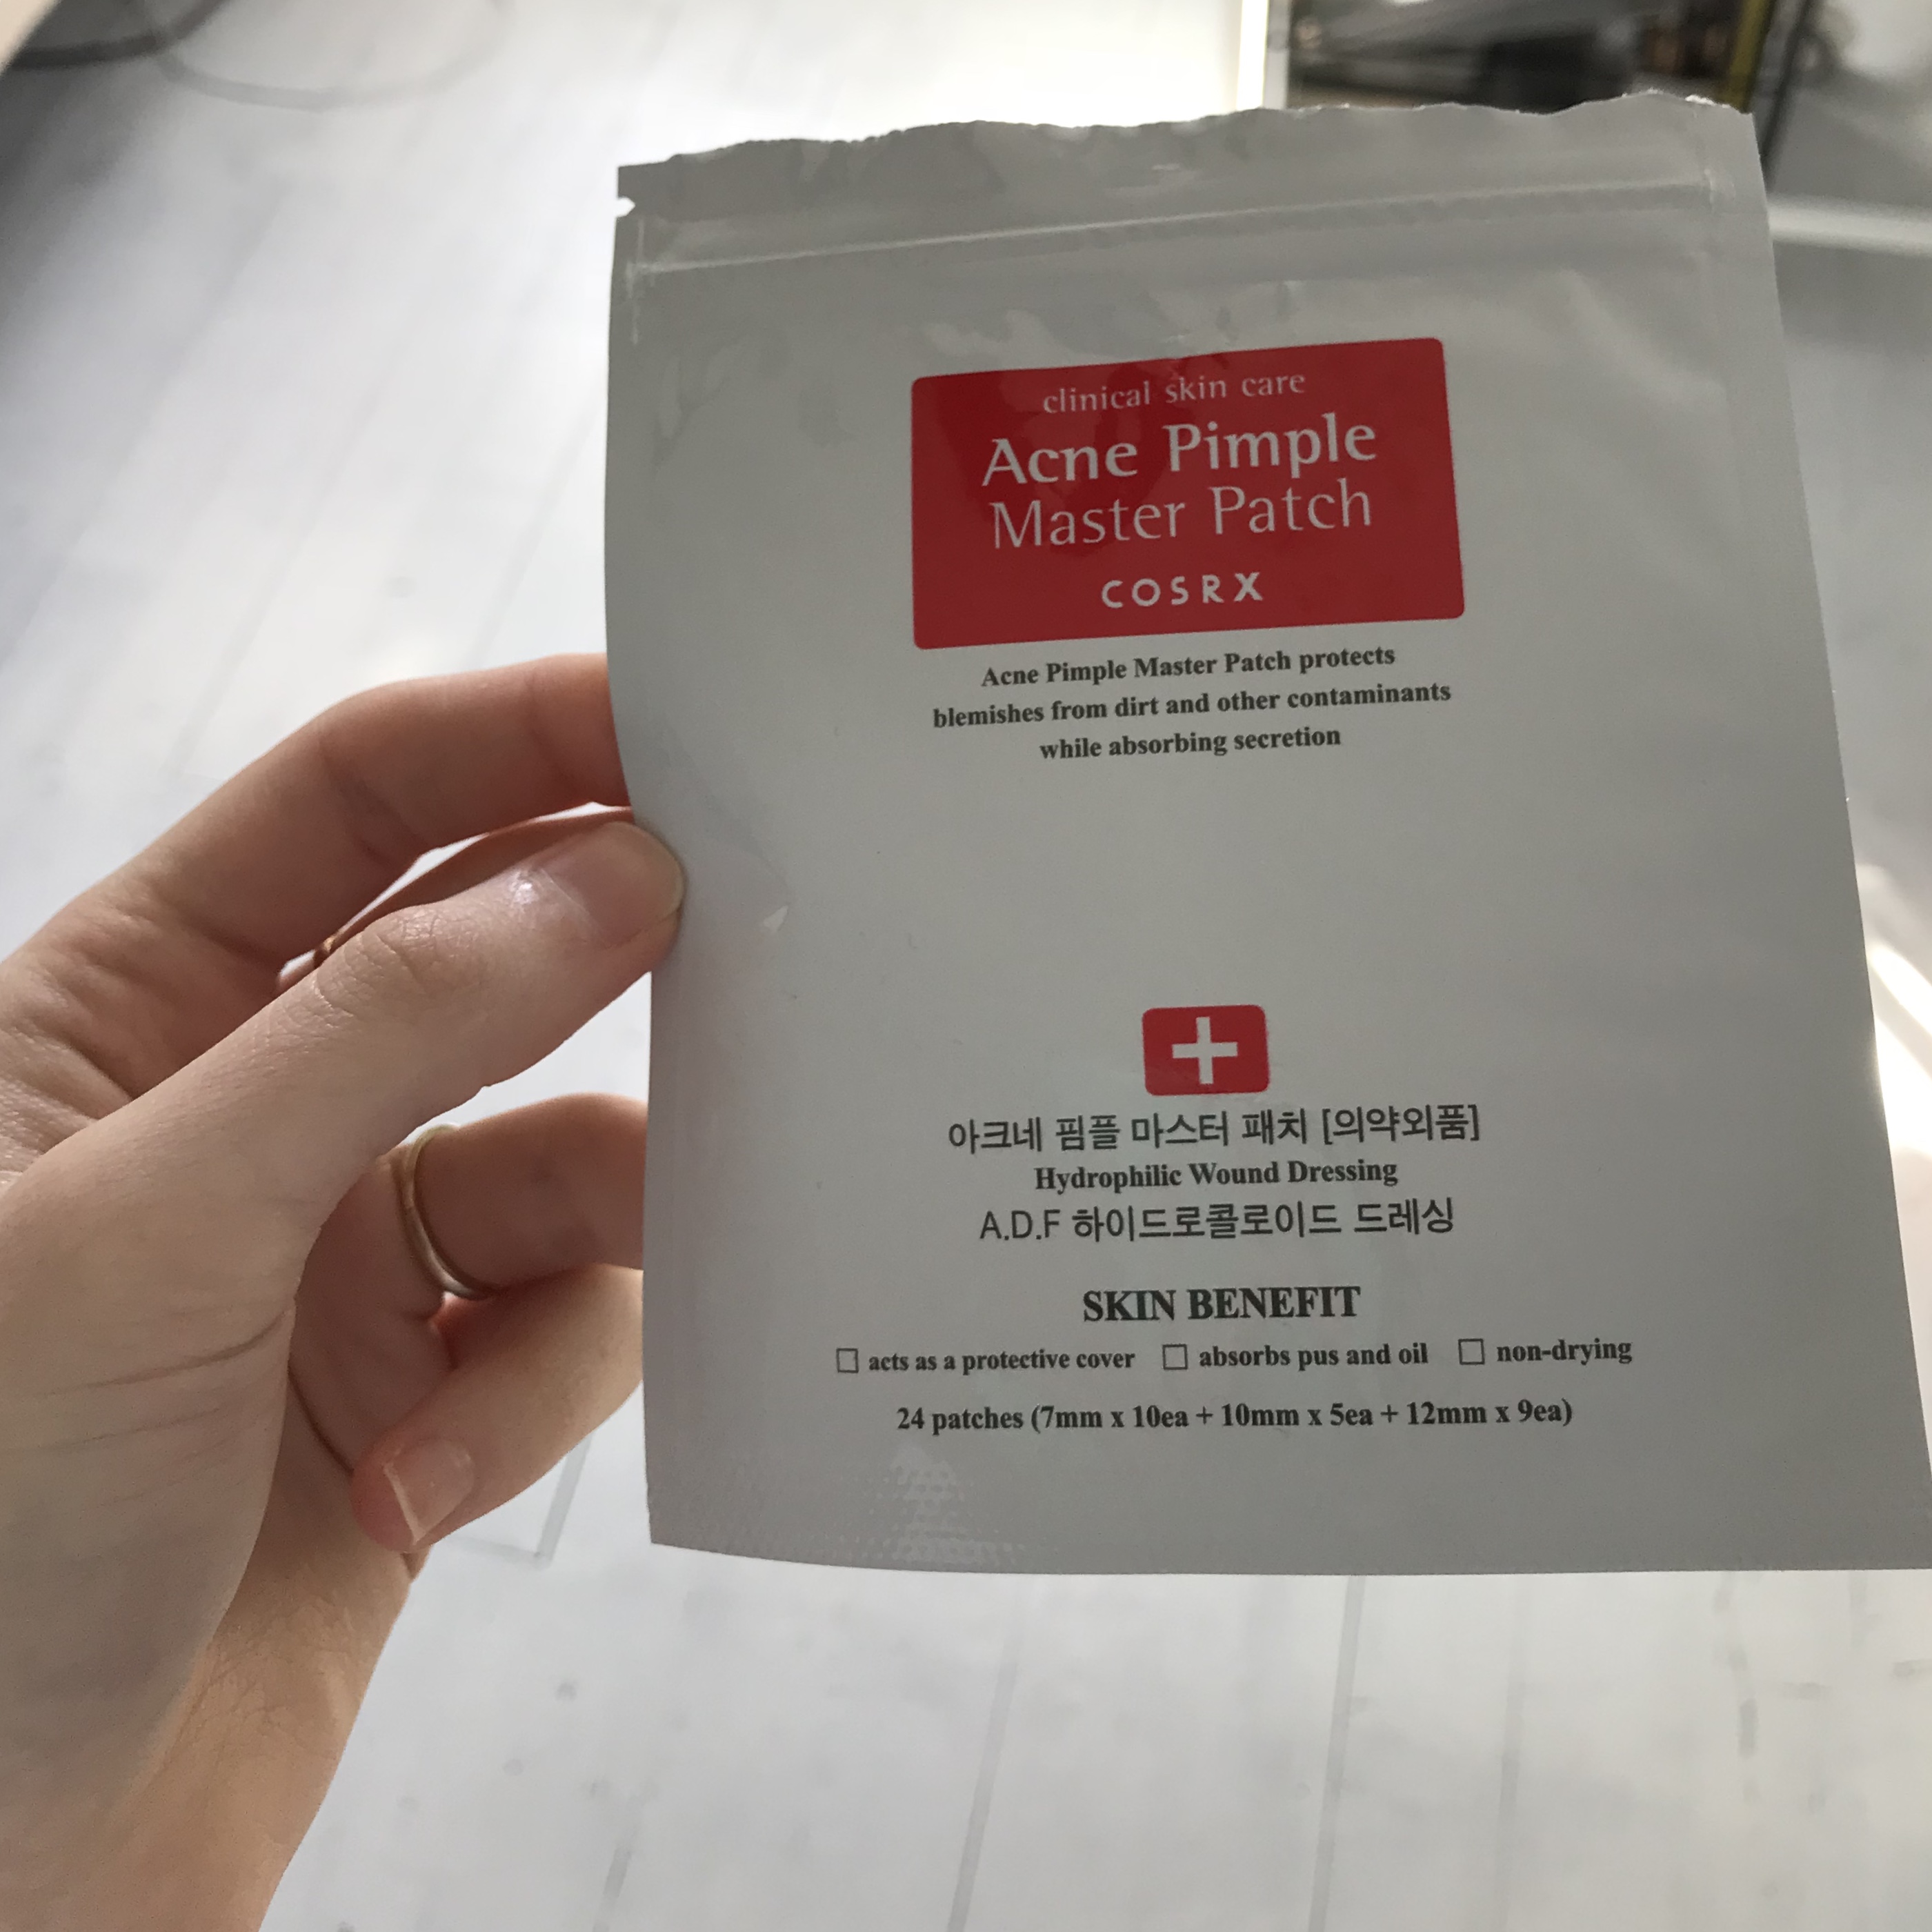 clinical skin care
Acne Pimple
Master Patch
COSRX
Acne Pimple Master Patch protects
blemishes from dirt and other contaminants
while absorbing secretion
아크네 핌플 마스터 패치 [의약외품]
Hydrophilic Wound Dressing
A.D.F 하이드로콜로이드 드레싱
SKIN BENEFIT
☐ acts as a protective cover ☐ absorbs pus and oil ☐ non-drying
24 patches (7mm x 10ea + 10mm x 5ea + 12mm x 9ea)